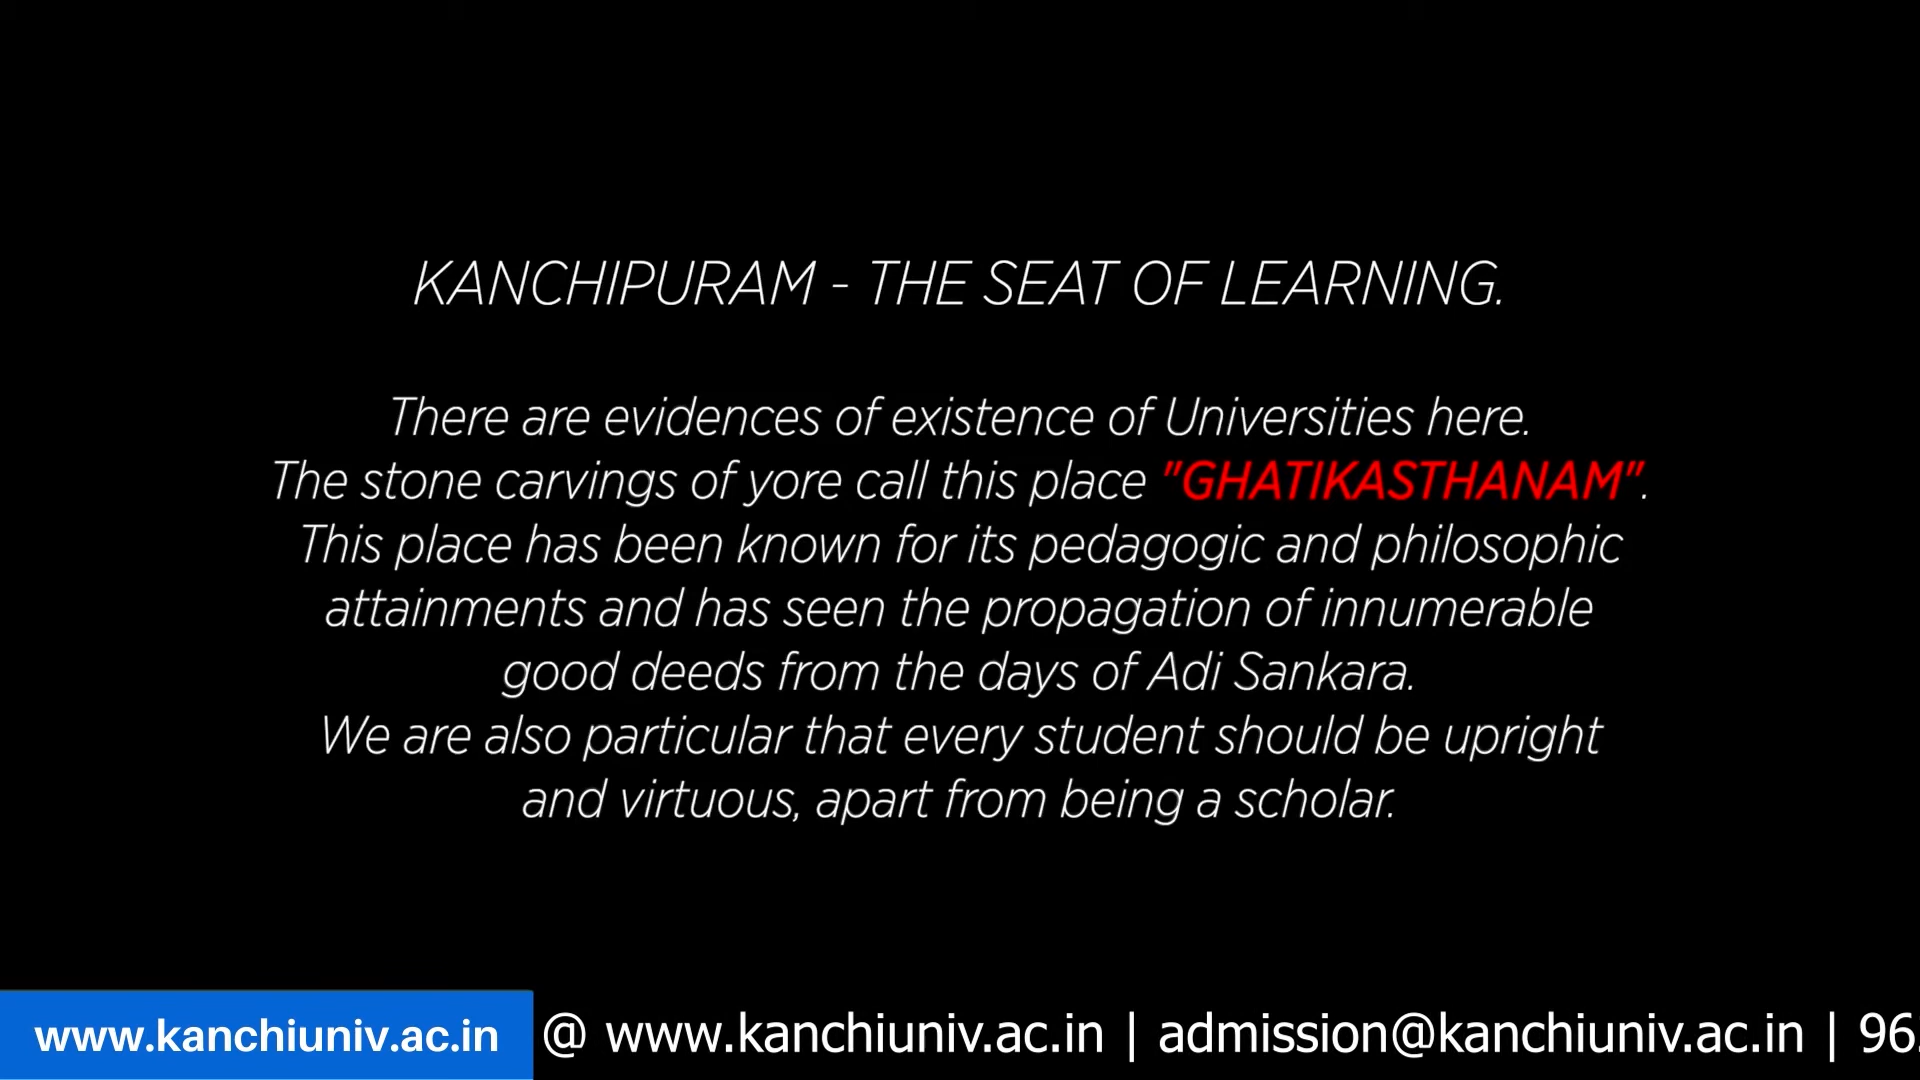 KANCHIPURAM - THE SEAT OF LEARNING.
There are evidences of existence of Universities here.
The stone carvings of yore call this place "GHATIKASTHANAM".
This place has been known for its pedagogic and philosophic
attainments and has seen the propagation of innumerable
good deeds from the days of Adi Sankara.
We are also particular that every student should be upright
and virtuous, apart from being a scholar.
www.kanchiuniv.ac.in @ www.kanchiuniv.ac.in | admission@kanchiuniv.ac.in | 96